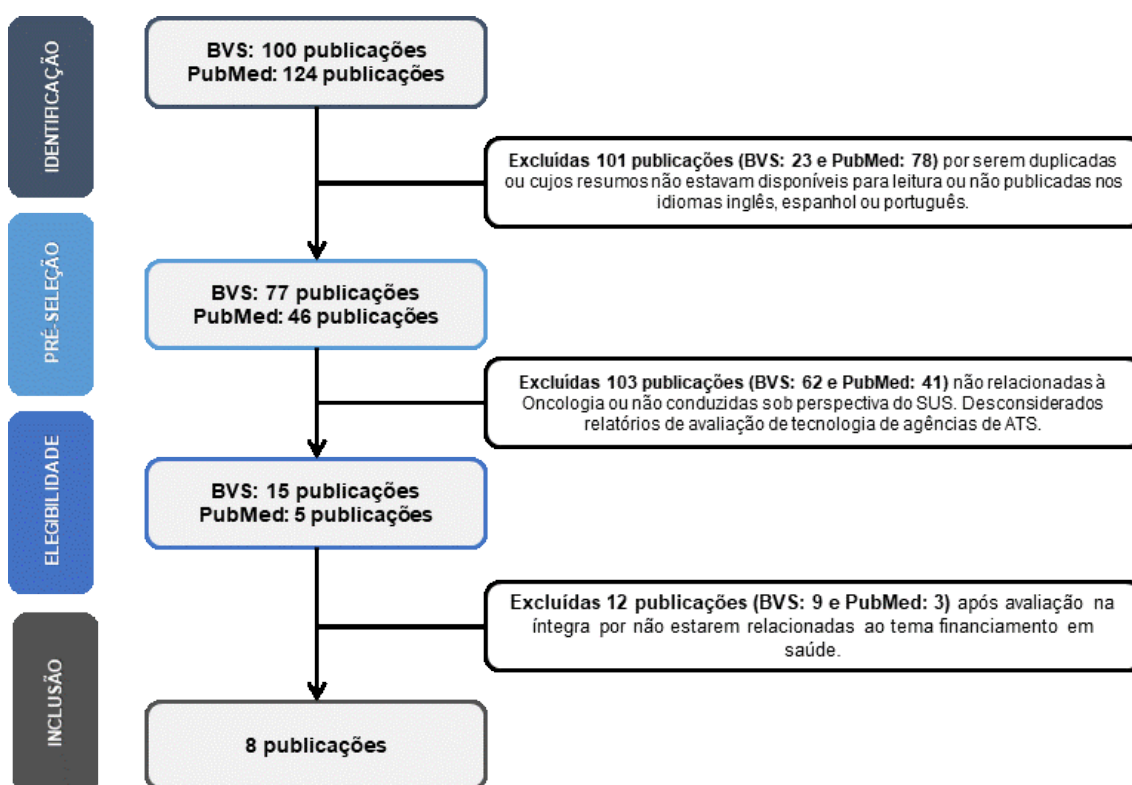 IDENTIFICAÇÃO
BVS: 100 publicações
PubMed: 124 publicações
Excluídas 101 publicações (BVS: 23 e PubMed: 78) por serem duplicadas
ou cujos resumos não estavam disponíveis para leitura ou não publicadas nos
idiomas inglês, espanhol ou português.
PRÉ-SELEÇÃO
BVS: 77 publicações
PubMed: 46 publicações
Excluídas 103 publicações (BVS: 62 e PubMed: 41) não relacionadas à
Oncologia ou não conduzidas sob perspectiva do SUS. Desconsiderados
relatórios de avaliação de tecnologia de agências de ATS.
ELEGIBILIDADE
BVS: 15 publicações
PubMed: 5 publicações
Excluídas 12 publicações (BVS: 9 e PubMed: 3) após avaliação na
íntegra por não estarem relacionadas ao tema financiamento em
saúde.
INCLUSÃO
8 publicações